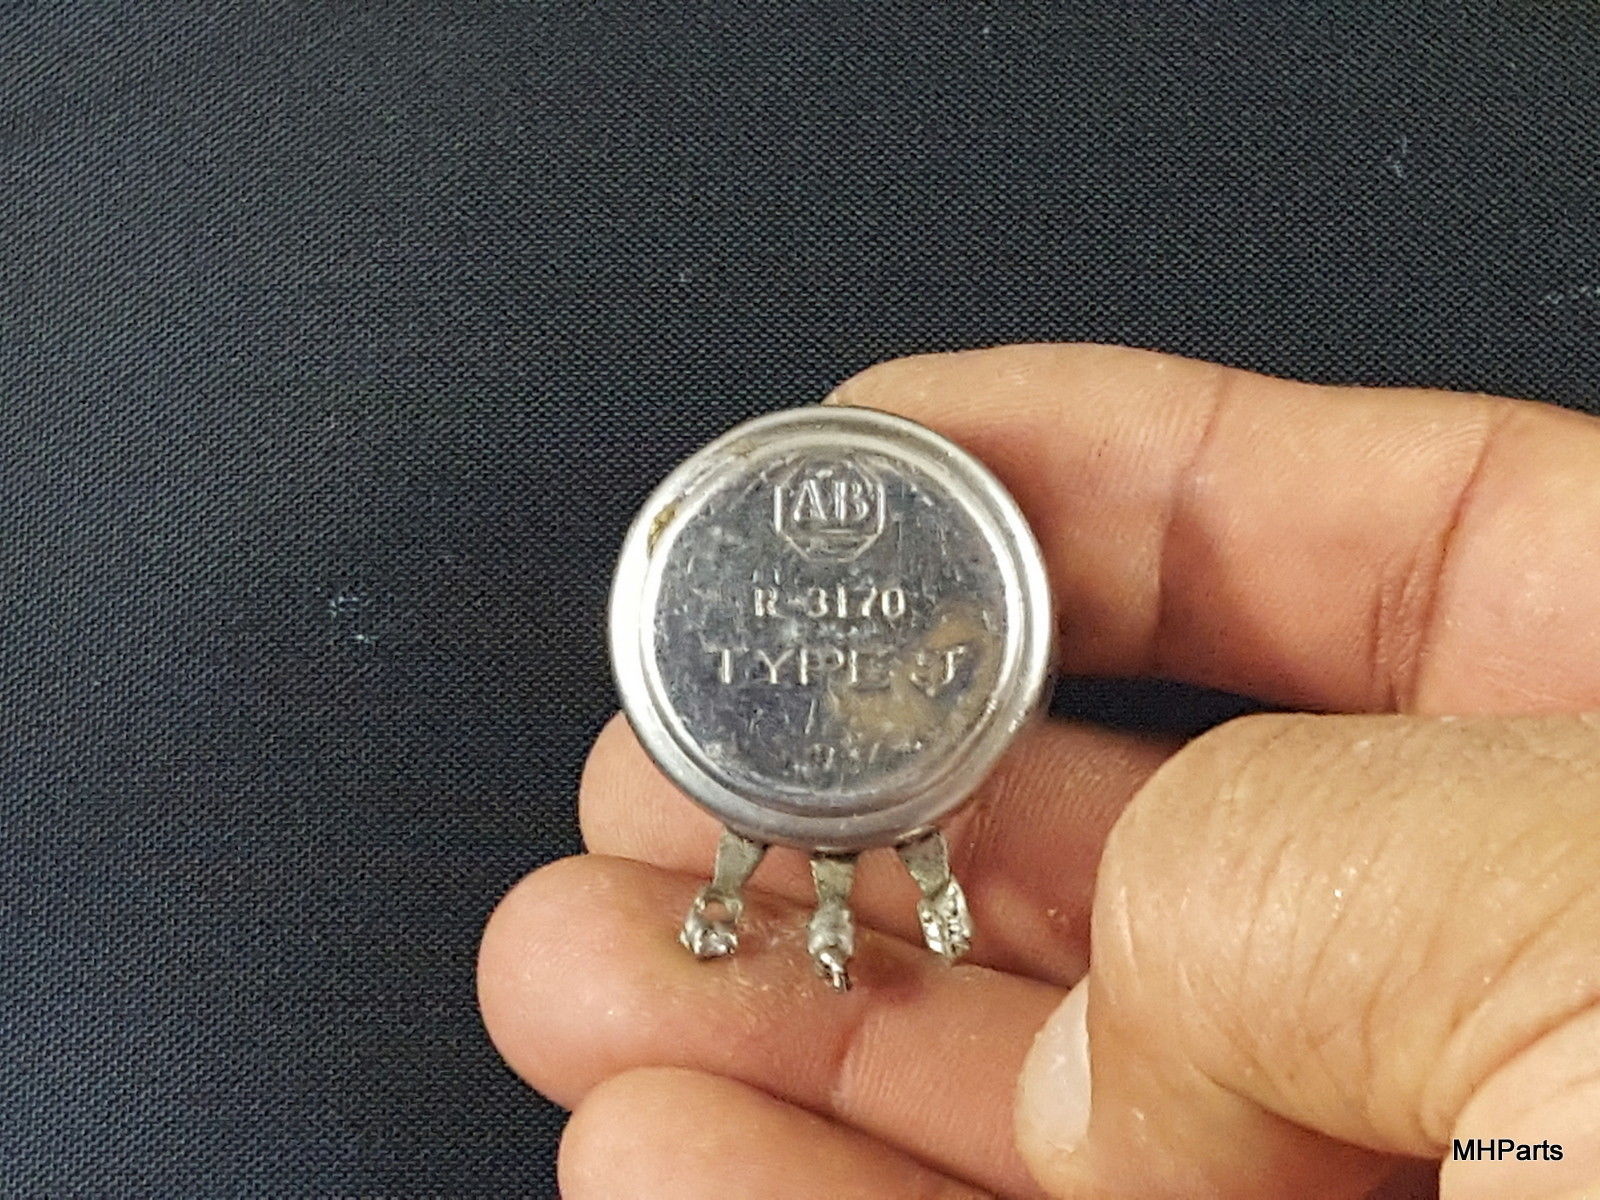 AB
R-3170
TYPE J
MHParts